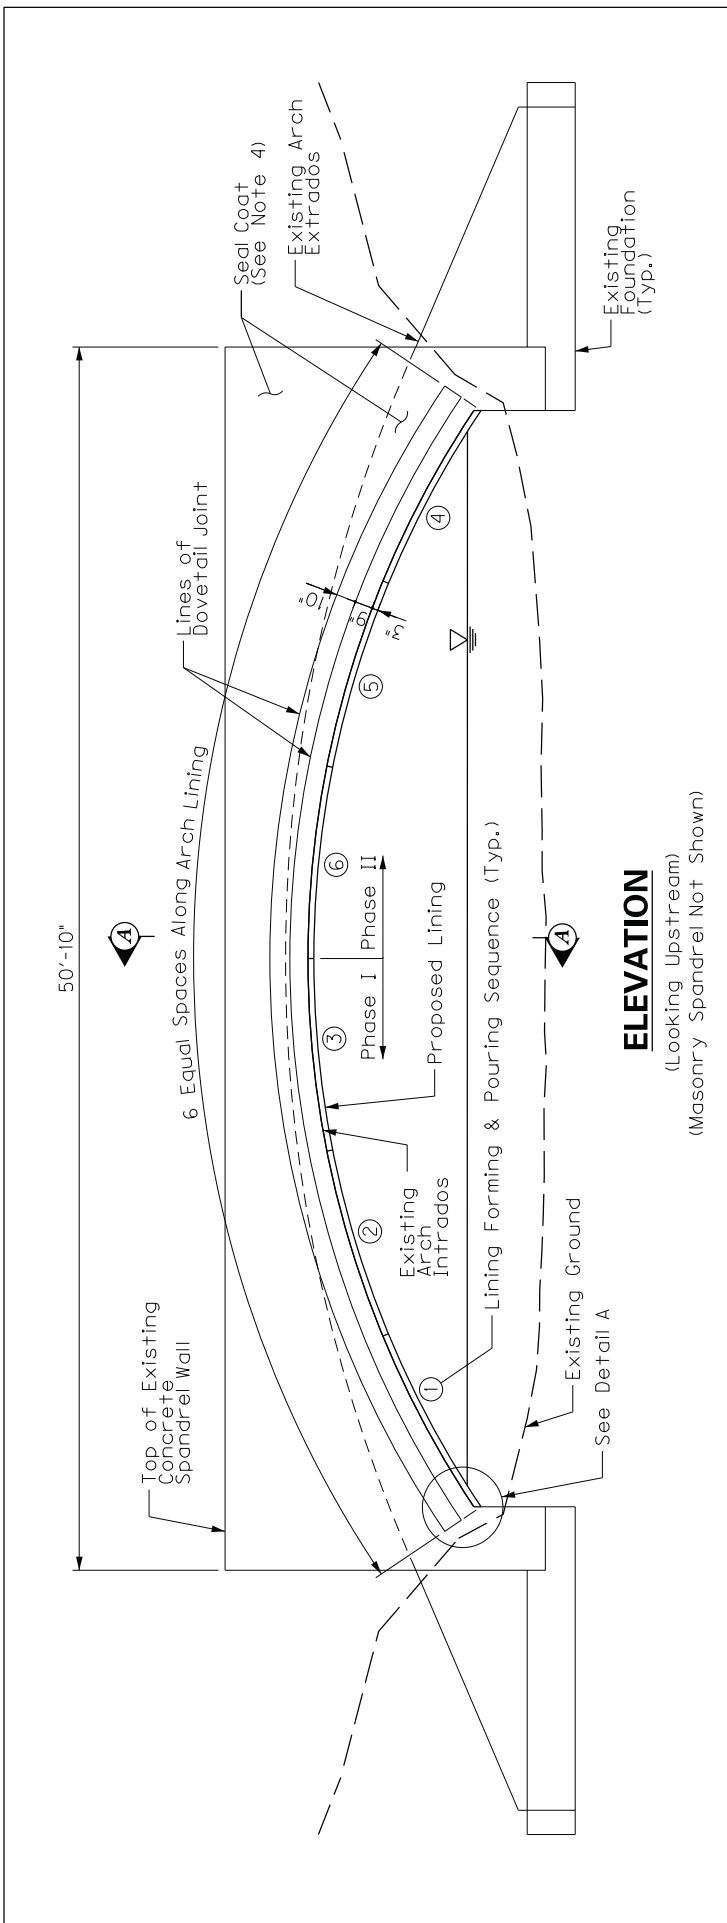 50'-10"
6 Equal Spaces Along Arch Lining
Top of Existing
Concrete
Spandrel Wall
A
Lines of
Dovetail Joint
Seal Coat
(See Note 4)
Existing Arch
Extrados
10"
9"
3"
1
2
3
6
5
4
Phase I
Phase II
Existing
Arch
Intrados
Proposed Lining
Lining Forming & Pouring Sequence (Typ.)
Existing Ground
See Detail A
A
Existing
Foundation
(Typ.)
ELEVATION
(Looking Upstream)
(Masonry Spandrel Not Shown)